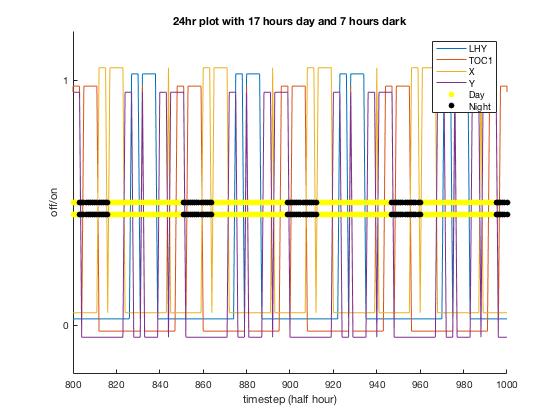 24hr plot with 17 hours day and 7 hours dark
LHY
TOC1
X
Y
Day
Night
1
off/on
0
800 820 840 860 880 900 920 940 960 980 1000
timestep (half hour)